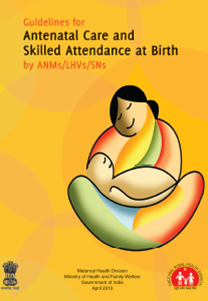 Guidelines for
Antenatal Care and
Skilled Attendance at Birth
by ANMs/LHVs/SNs
Maternal Health Division
Ministry of Health and Family Welfare
Government of India
April 2010